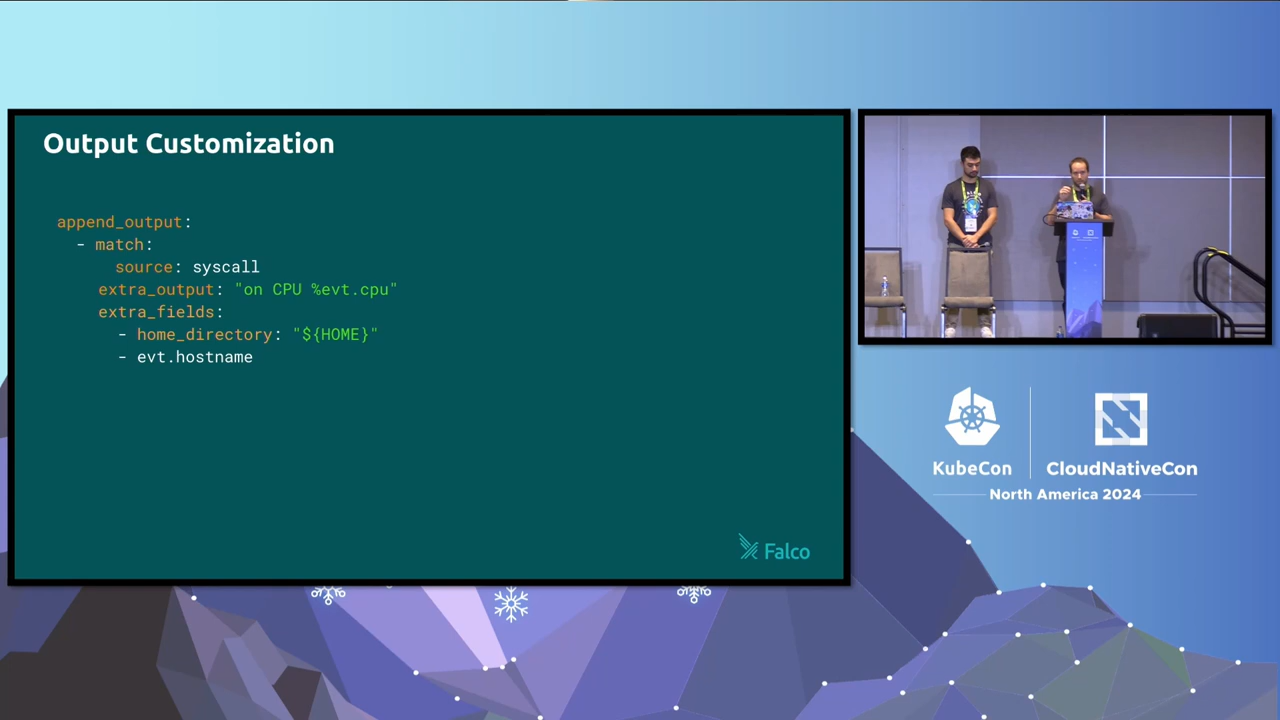 Output Customization
append_output:
- match:
source: syscall
extra_output: "on CPU %evt.cpu"
extra_fields:
- home_directory: "${HOME}"
- evt.hostname
Falco
KubeCon
CloudNativeCon
North America 2024